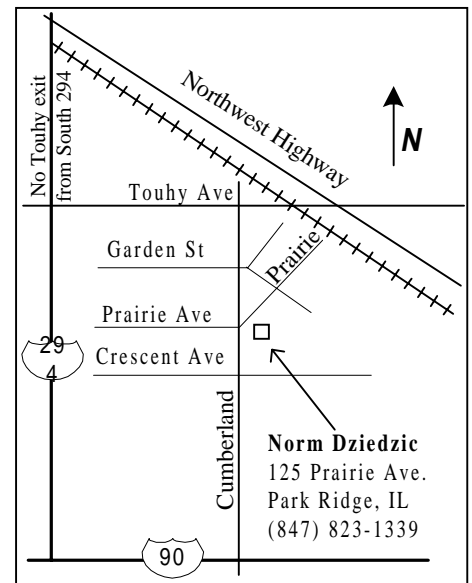 No Touhy exit
from South 294
Northwest Highway
N
Touhy Ave
Garden St
Prairie
Prairie Ave
29
4
Crescent Ave
Cumberland
Norm Dziedzic
125 Prairie Ave.
Park Ridge, IL
(847) 823-1339
90